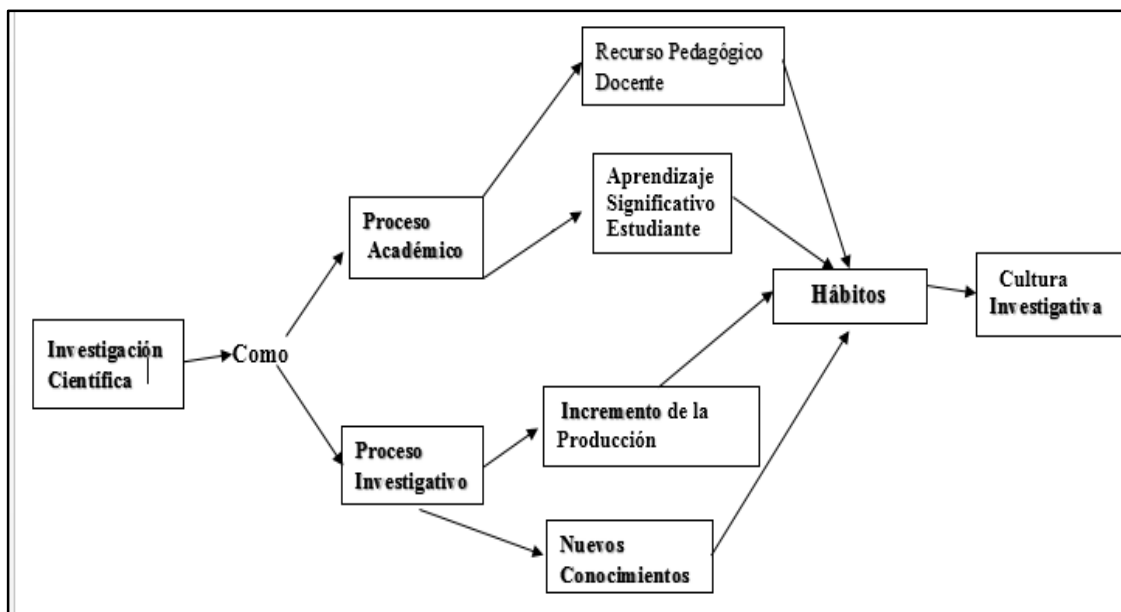 Recurso Pedagógico
Docente
Aprendizaje
Significativo
Estudiante
Proceso
Académico
Hábitos
Cultura
Investigativa
Investigación
Científica
Como
Incremento de la
Producción
Proceso
Investigativo
Nuevos
Conocimientos